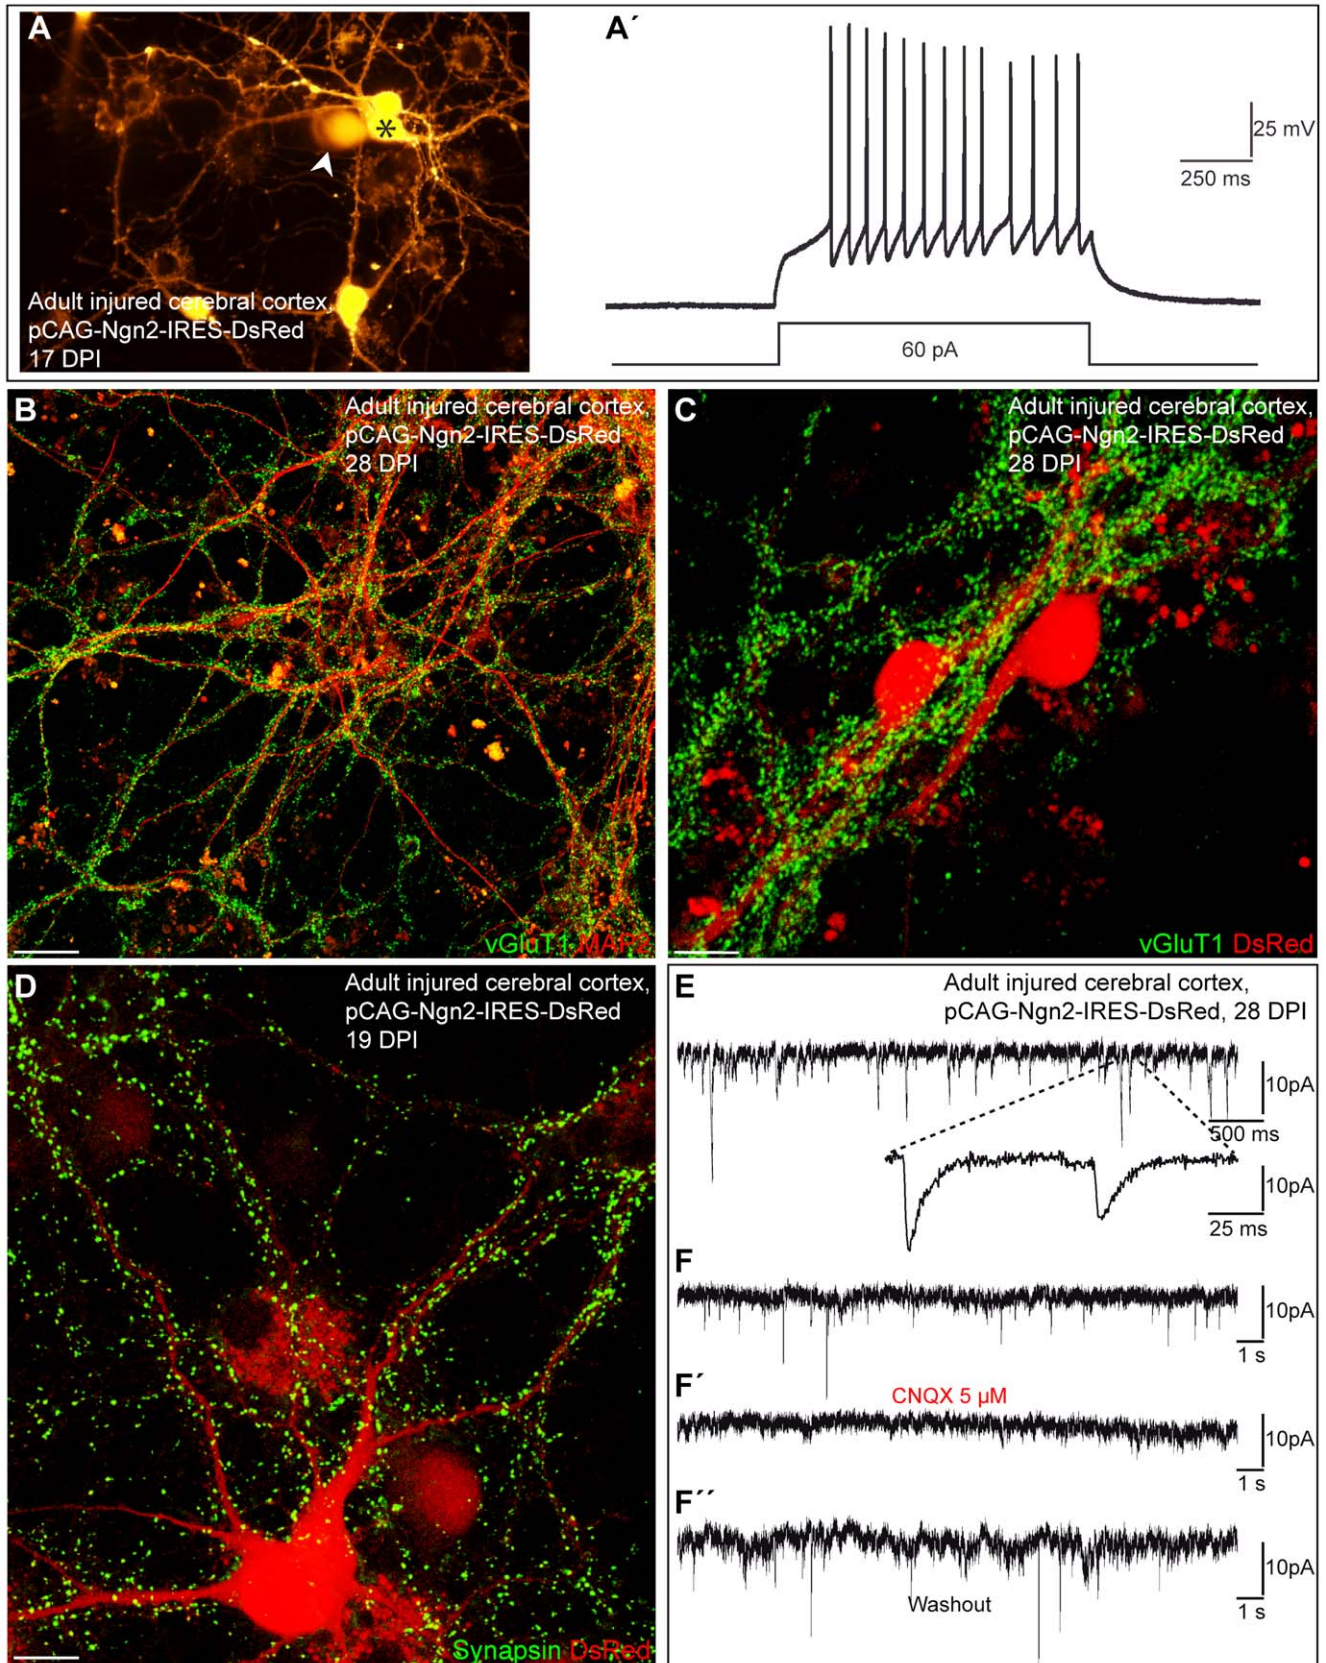 A
*
Adult injured cerebral cortex,
pCAG-Ngn2-IRES-DsRed
17 DPI
A´
25 mV
250 ms
60 pA
B
Adult injured cerebral cortex,
pCAG-Ngn2-IRES-DsRed
28 DPI
vGluT1 MAP2
C
Adult injured cerebral cortex,
pCAG-Ngn2-IRES-DsRed
28 DPI
vGluT1 DsRed
D
Adult injured cerebral cortex,
pCAG-Ngn2-IRES-DsRed
19 DPI
Synapsin DsRed
E
Adult injured cerebral cortex,
pCAG-Ngn2-IRES-DsRed, 28 DPI
10pA
500 ms
10pA
25 ms
F
10pA
1 s
F´
CNQX 5 µM
10pA
1 s
F´´
10pA
Washout
1 s